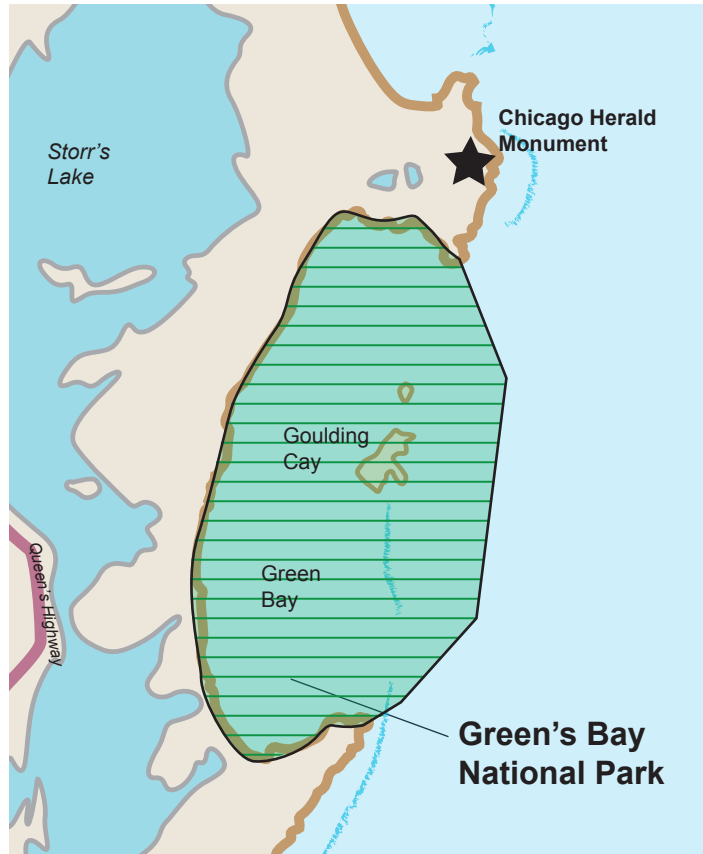 Chicago Herald
Monument
Storr's
Lake
Goulding
Cay
Green
Bay
Queen's Highway
Green's Bay
National Park